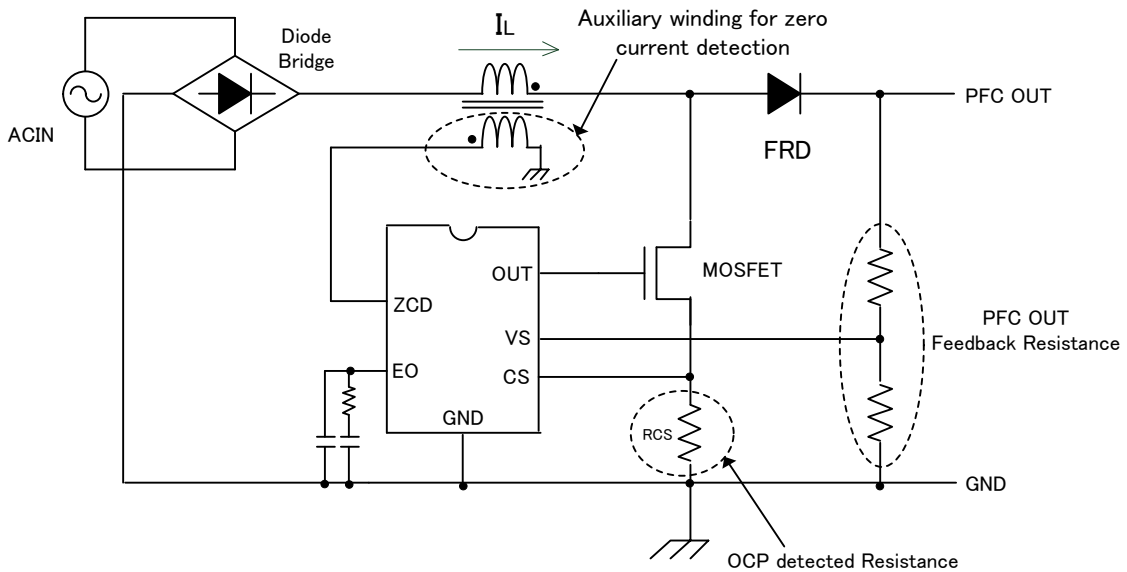 IL
Auxiliary winding for zero
current detection
Diode
Bridge
ACIN
PFC OUT
FRD
OUT
MOSFET
ZCD
VS
PFC OUT
Feedback Resistance
EO
CS
GND
RCS
GND
OCP detected Resistance